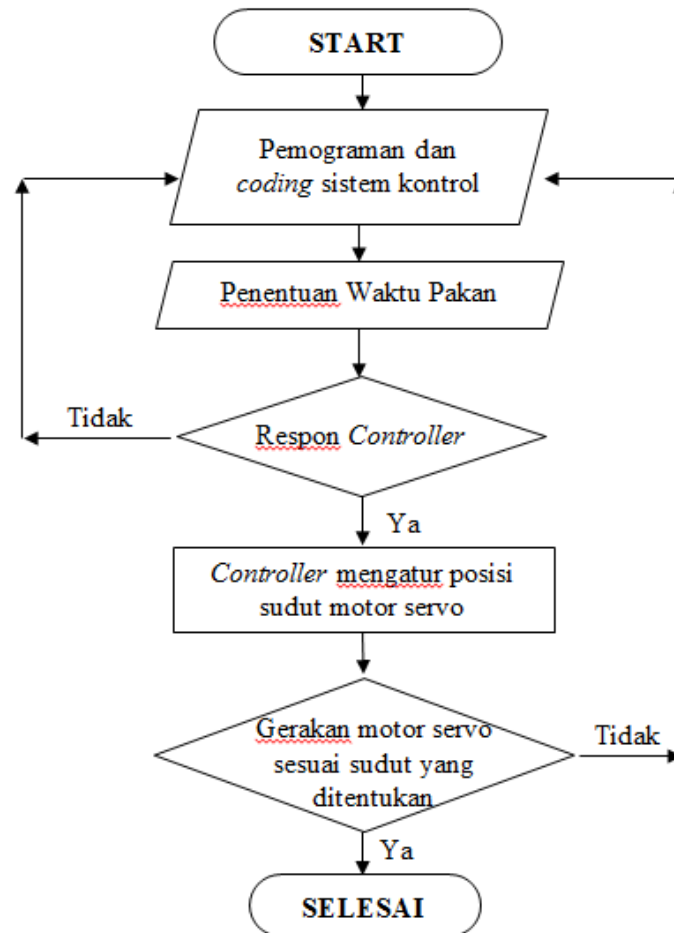 START
Pemograman dan
coding sistem kontrol
Penentuan Waktu Pakan
Tidak
Respon Controller
Ya
Controller mengatur posisi
sudut motor servo
Gerakan motor servo
sesuai sudut yang
ditentukan
Tidak
Ya
SELESAI